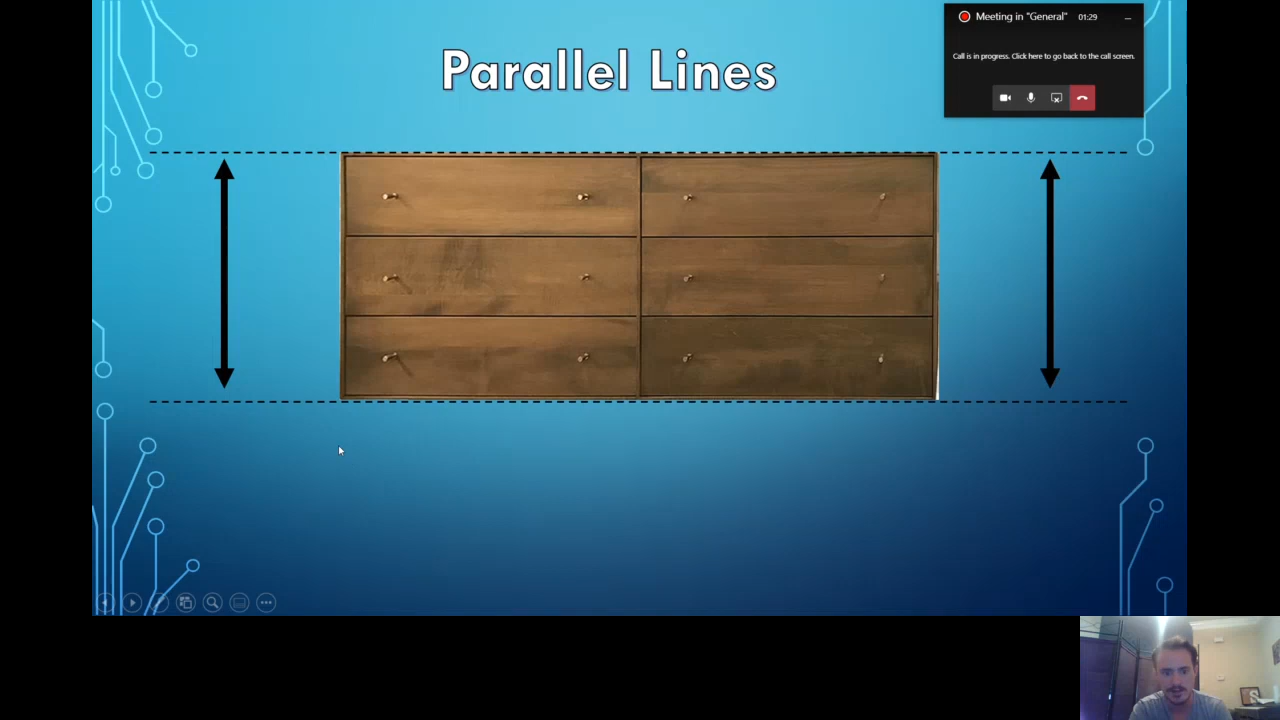 Parallel Lines
Meeting in "General" 01:29
Call is in progress. Click here to go back to the call screen.